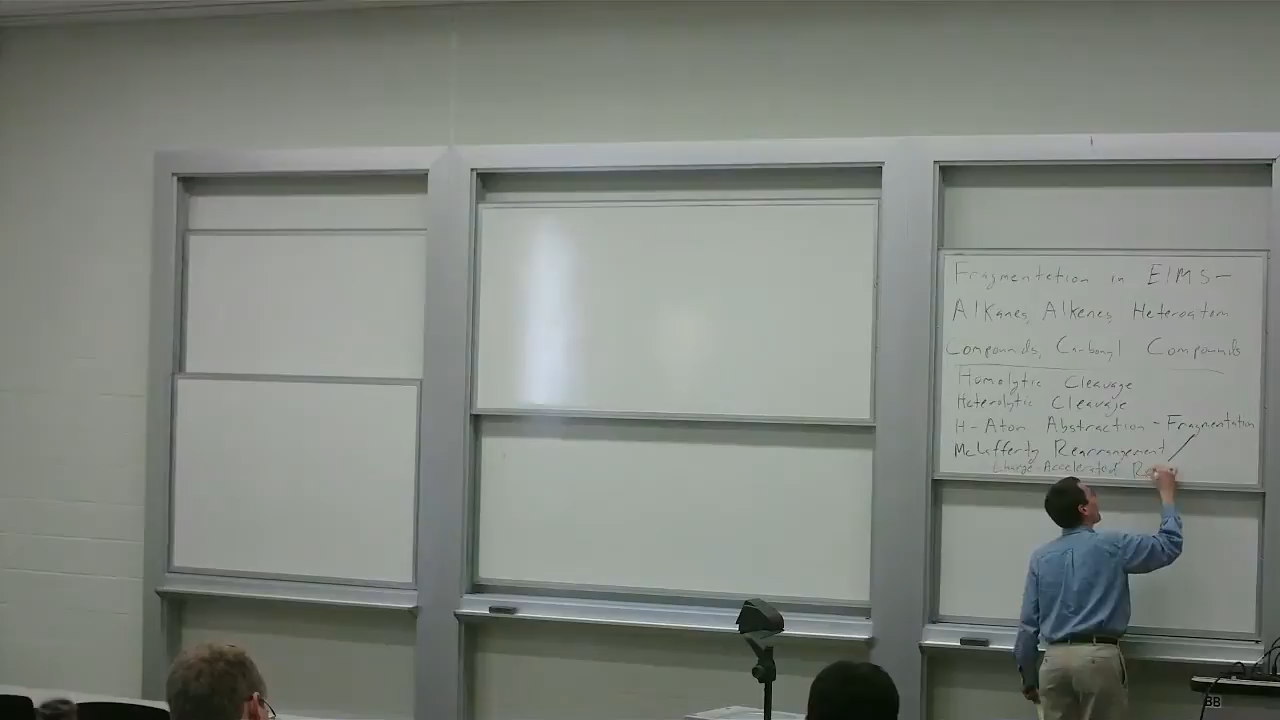 Fragmentation in EIMS-
Alkanes, Alkenes, Heteroatom
Compounds, Carbonyl Compounds
Homolytic Cleavage
Heterolytic Cleavage
H-Atom Abstraction - Fragmentation
McLafferty Rearrangement
Charge Accelerated
BB